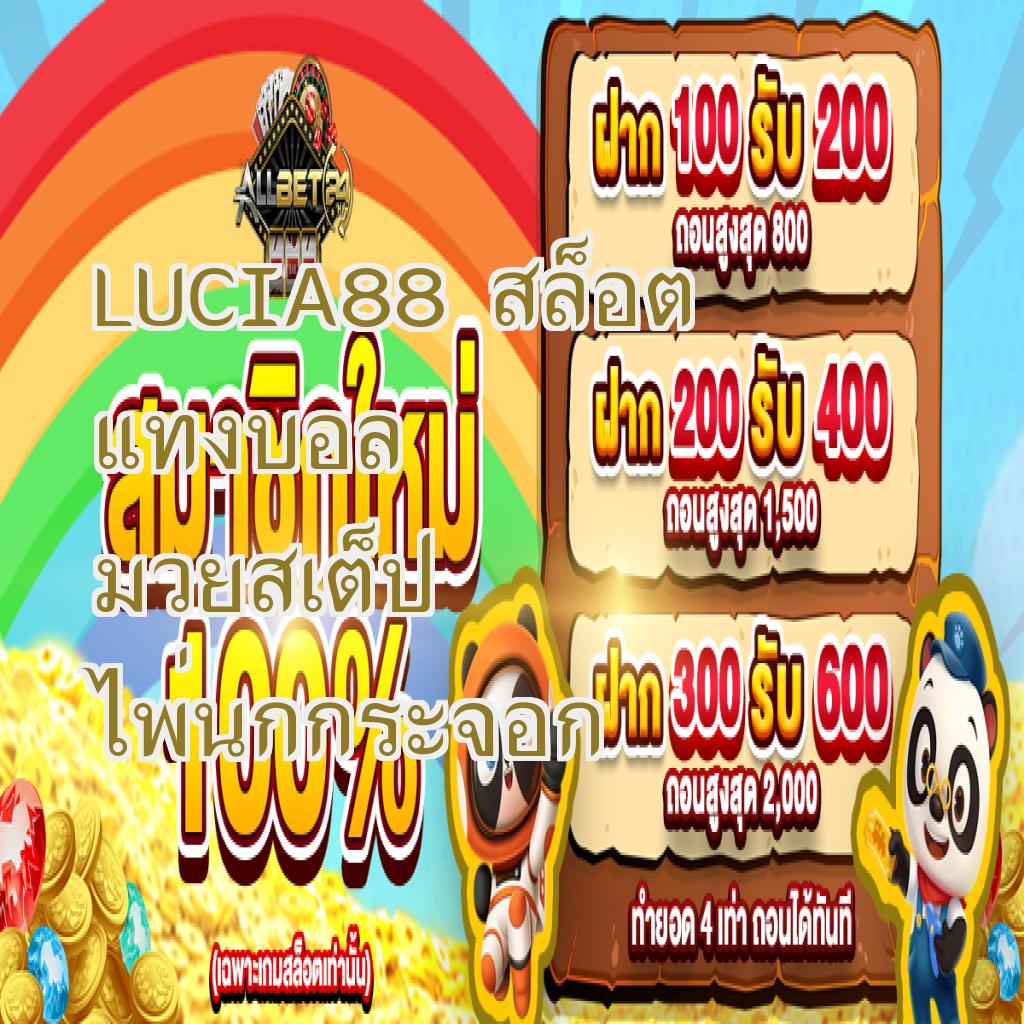 ALLBET24
LUCIA88 สล็อต
แทงบอล
มวยสเต็ป
ไพ่นกกระจอก
สมาชิกใหม่
100%
(เฉพาะเกมสล็อตเท่านั้น)
ฝาก 100 รับ 200
ถอนสูงสุด 800
ฝาก 200 รับ 400
ถอนสูงสุด 1,500
ฝาก 300 รับ 600
ถอนสูงสุด 2,000
ทำยอด 4 เท่า ถอนได้ทันที